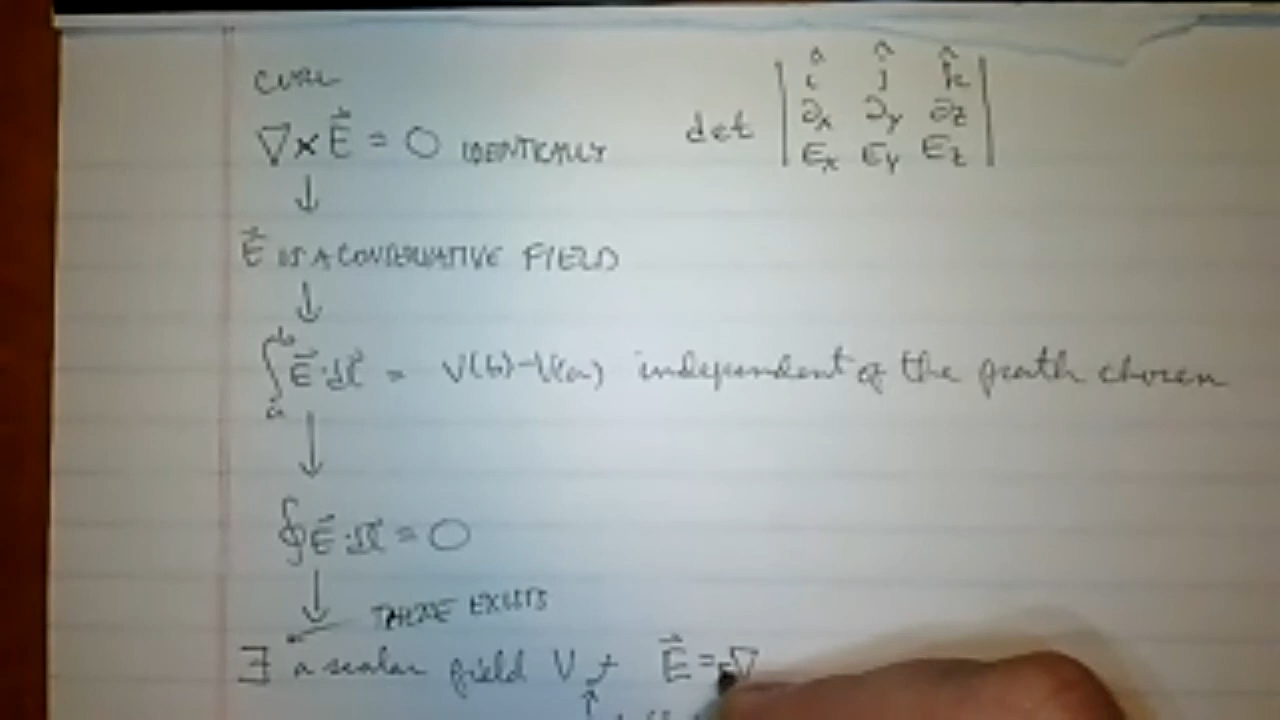 CURL
∇×E⃗ = 0 IDENTICALLY
det | î ĵ k̂ |
| ∂x ∂y ∂z |
| Ex Ey Ez |
↓
E⃗ IS A CONSERVATIVE FIELD
↓
∫ₐᵇ E⃗·dl⃗ = V(b)-V(a) independent of the path chosen
↓
∮E⃗·dl⃗ = 0
↓ THERE EXISTS
∃ a scalar field V E⃗ = -∇